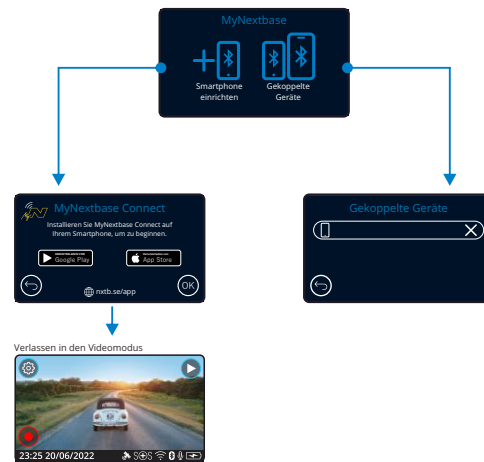 MyNextbase
Smartphone
einrichten
Gekoppelte
Geräte
MyNextbase Connect
Installieren Sie MyNextbase Connect auf
Ihrem Smartphone, um zu beginnen.
Google Play
App Store
nxtb.se/app
OK
Gekoppelte Geräte
Verlassen in den Videomodus
23:25 20/06/2022
SOS